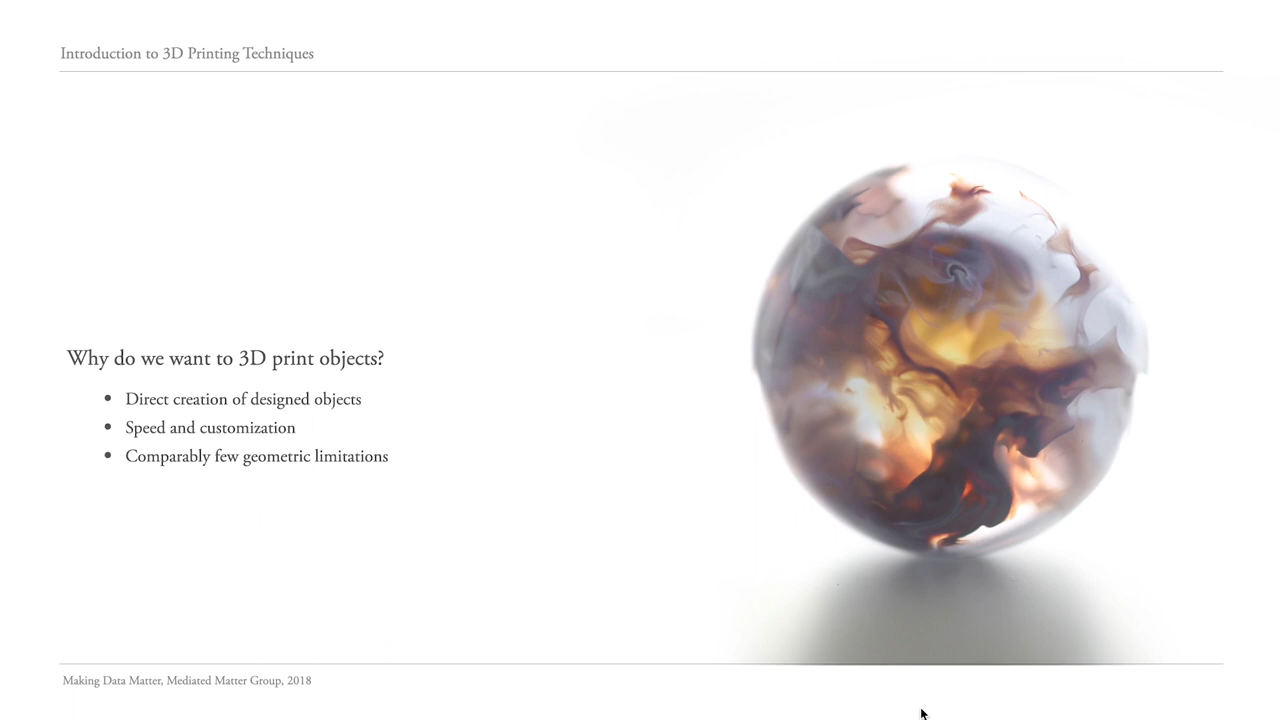 Introduction to 3D Printing Techniques
Why do we want to 3D print objects?
• Direct creation of designed objects
• Speed and customization
• Comparably few geometric limitations
Making Data Matter, Mediated Matter Group, 2018